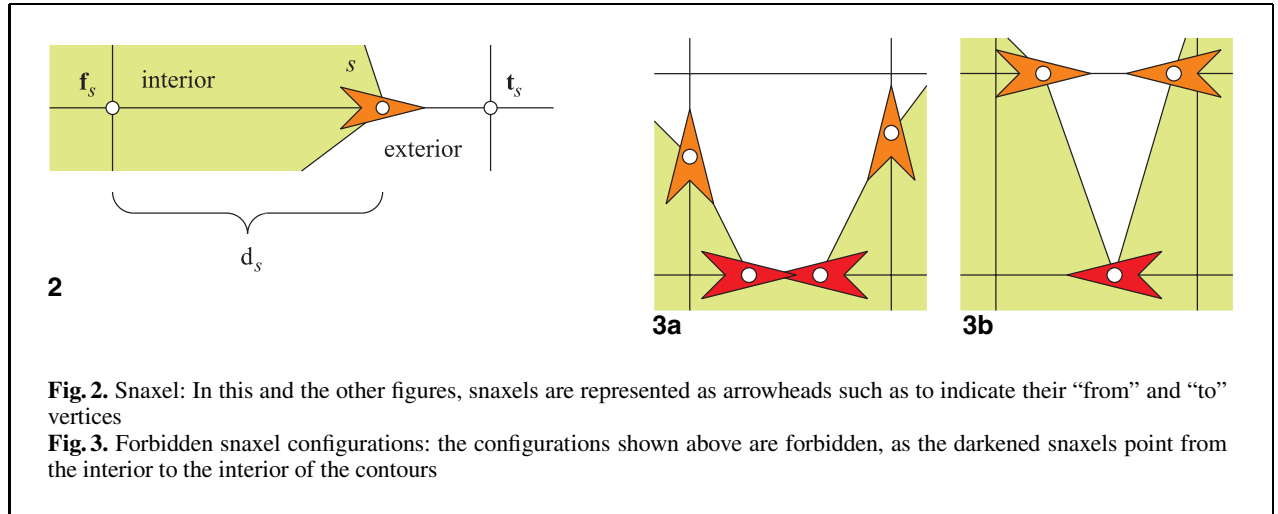 f_s interior s t_s
exterior
d_s
2
3a 3b
Fig. 2. Snaxel: In this and the other figures, snaxels are represented as arrowheads such as to indicate their “from” and “to”
vertices
Fig. 3. Forbidden snaxel configurations: the configurations shown above are forbidden, as the darkened snaxels point from
the interior to the interior of the contours